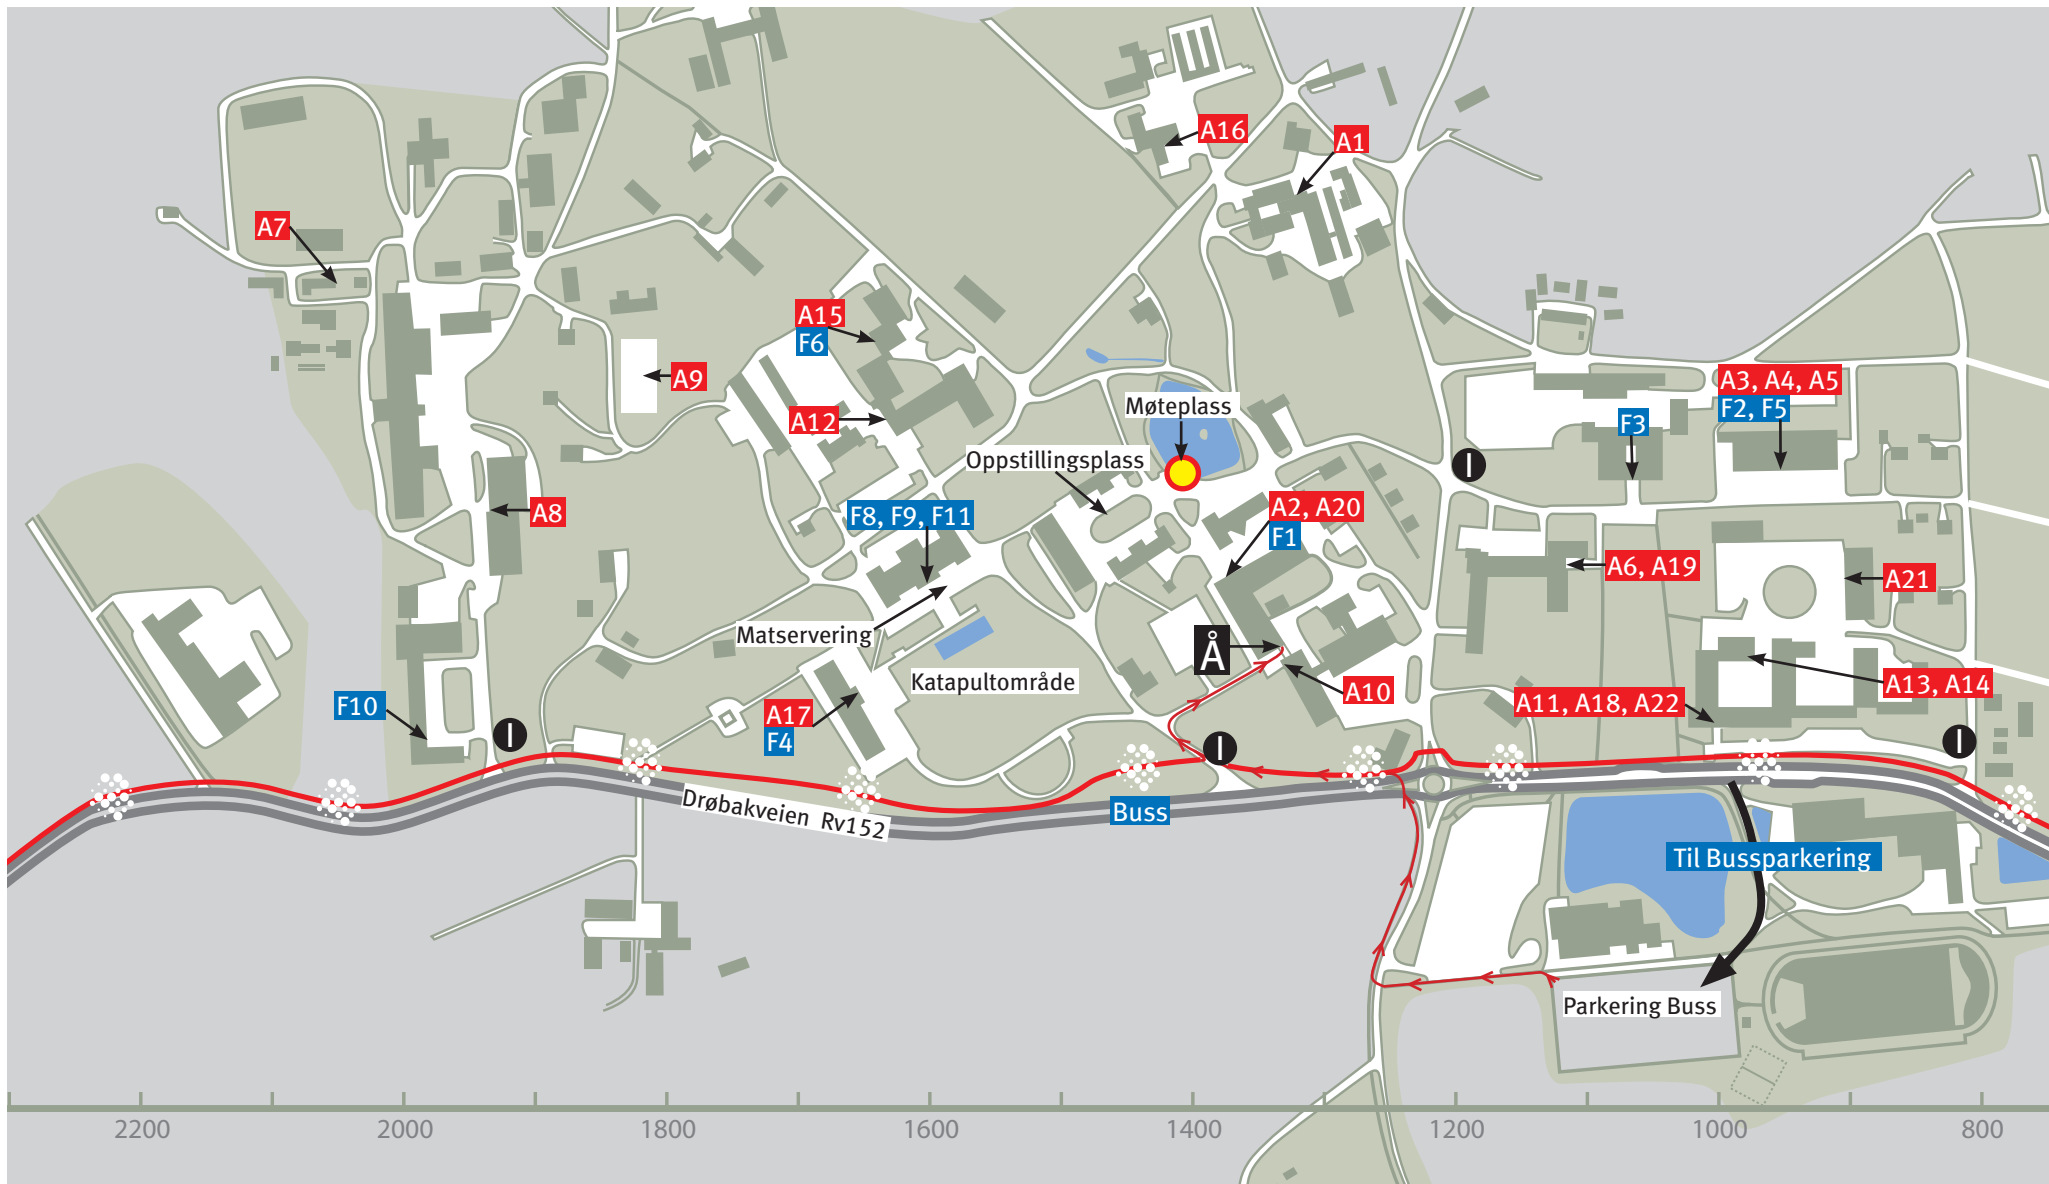 A16
A1
A7
A15
F6
A9
A3, A4, A5
F2, F5
Møteplass
A12
F3
Oppstillingsplass
I
A8
F8, F9, F11
A2, A20
F1
A6, A19
A21
Matservering
Å
Katapultområde
A10
A13, A14
F10
A17
F4
A11, A18, A22
I
I
I
Drøbakveien Rv152
Buss
Til Bussparkering
Parkering Buss
2200 2000 1800 1600 1400 1200 1000 800